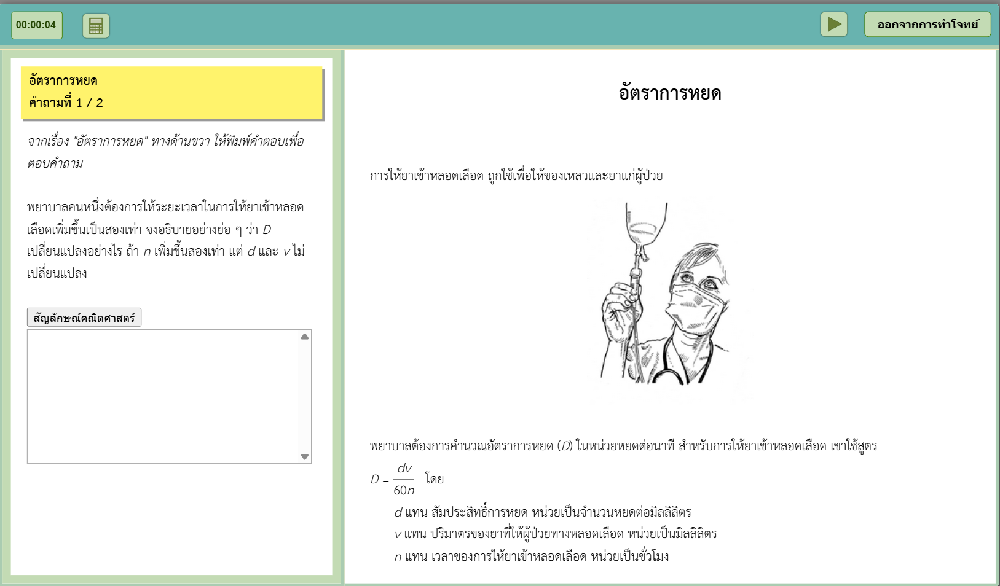 00:00:04
ออกจากการทำโจทย์
อัตราการหยด
คำถามที่ 1 / 2
จากเรื่อง "อัตราการหยด" ทางด้านขวา ให้พิมพ์คำตอบเพื่อ
ตอบคำถาม
พยาบาลคนหนึ่งต้องการให้ระยะเวลาในการให้ยาเข้าหลอด
เลือดเพิ่มขึ้นเป็นสองเท่า จงอธิบายอย่างย่อ ๆ ว่า D
เปลี่ยนแปลงอย่างไร ถ้า n เพิ่มขึ้นสองเท่า แต่ d และ v ไม่
เปลี่ยนแปลง
สัญลักษณ์คณิตศาสตร์
อัตราการหยด
การให้ยาเข้าหลอดเลือด ถูกใช้เพื่อให้ของเหลวและยาแก่ผู้ป่วย
พยาบาลต้องการคำนวณอัตราการหยด (D) ในหน่วยหยดต่อนาที สำหรับการให้ยาเข้าหลอดเลือด เขาใช้สูตร
D = dv/60n โดย
d แทน สัมประสิทธิ์การหยด หน่วยเป็นจำนวนหยดต่อมิลลิลิตร
v แทน ปริมาตรของยาที่ให้ผู้ป่วยทางหลอดเลือด หน่วยเป็นมิลลิลิตร
n แทน เวลาของการให้ยาเข้าหลอดเลือด หน่วยเป็นชั่วโมง